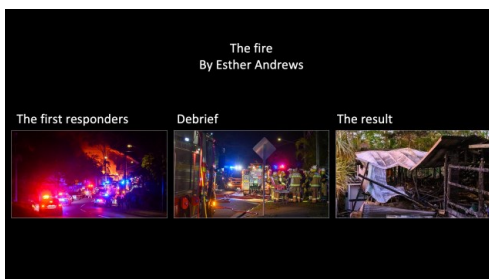 The fire
By Esther Andrews
The first responders
Debrief
The result